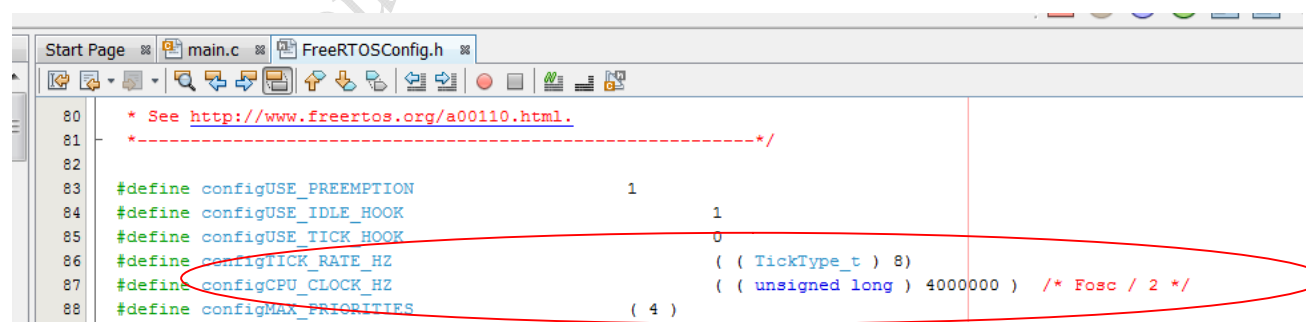 Start Page main.c FreeRTOSConfig.h
80 * See http://www.freertos.org/a00110.html.
81 *-----------------------------------------------------------*/
82
83 #define configUSE_PREEMPTION 1
84 #define configUSE_IDLE_HOOK 1
85 #define configUSE_TICK_HOOK 0
86 #define configTICK_RATE_HZ ( ( TickType_t ) 8)
87 #define configCPU_CLOCK_HZ ( ( unsigned long ) 4000000 ) /* Fosc / 2 */
88 #define configMAX_PRIORITIES ( 4 )